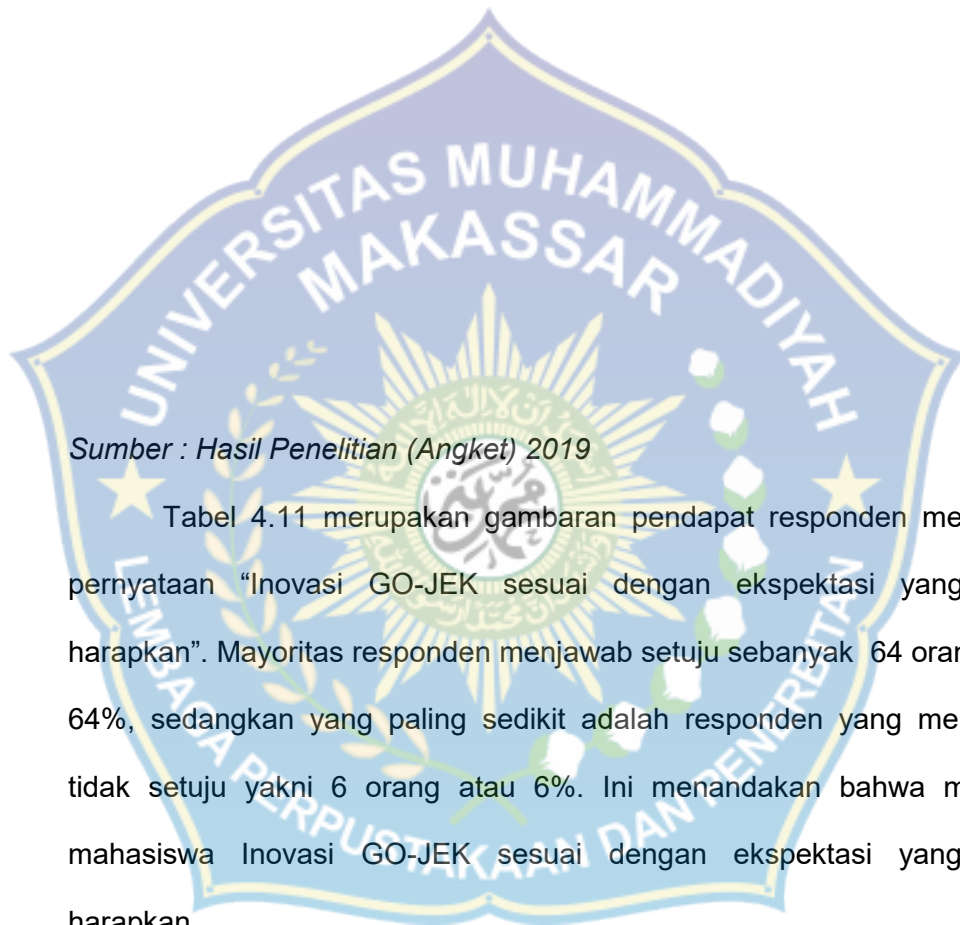 UNIVERSITAS MUHAMMADIYAH
MAKASSAR
Sumber : Hasil Penelitian (Angket) 2019
Tabel 4.11 merupakan gambaran pendapat responden me
pernyataan “Inovasi GO-JEK sesuai dengan ekspektasi yang
harapkan”. Mayoritas responden menjawab setuju sebanyak 64 oran
64%, sedangkan yang paling sedikit adalah responden yang me
tidak setuju yakni 6 orang atau 6%. Ini menandakan bahwa m
mahasiswa Inovasi GO-JEK sesuai dengan ekspektasi yang
harapkan
LEMBAGA PERPUSTAKAAN DAN PENERBITAN